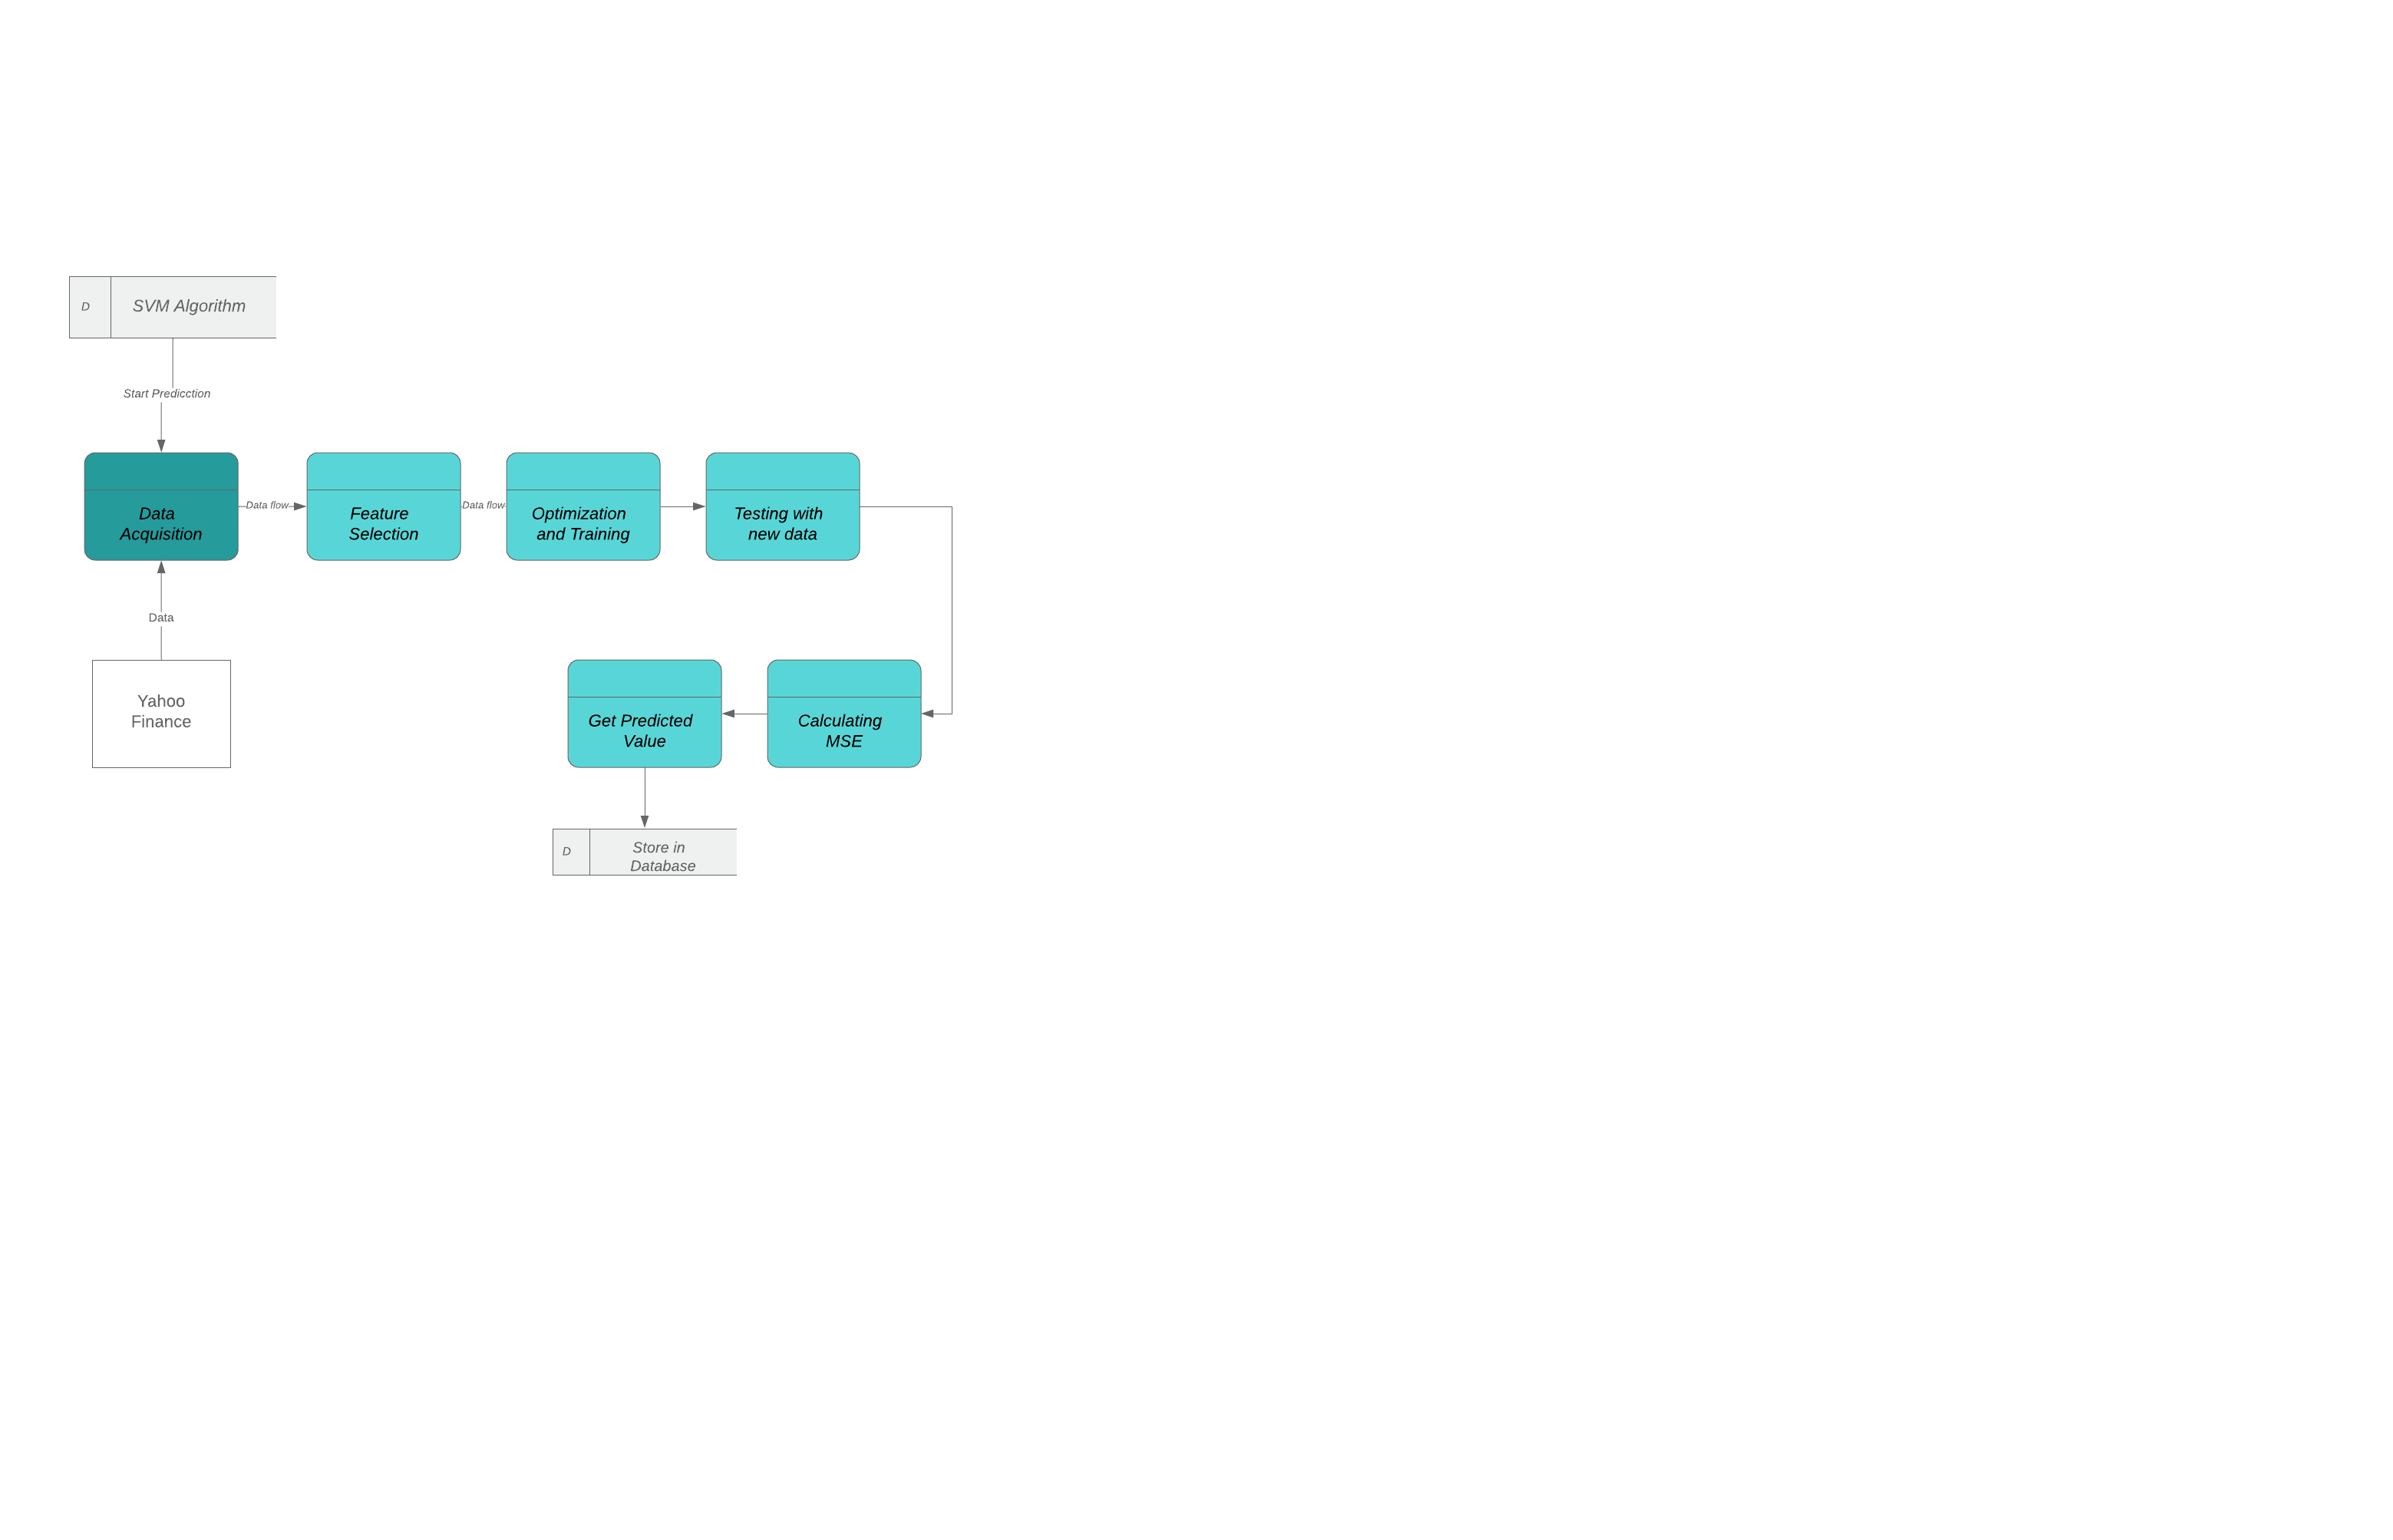 D
SVM Algorithm
Start Predicction
Data
Acquisition
Data flow
Feature
Selection
Data flow
Optimization
and Training
Testing with
new data
Data
Yahoo
Finance
Get Predicted
Value
Calculating
MSE
D
Store in
Database